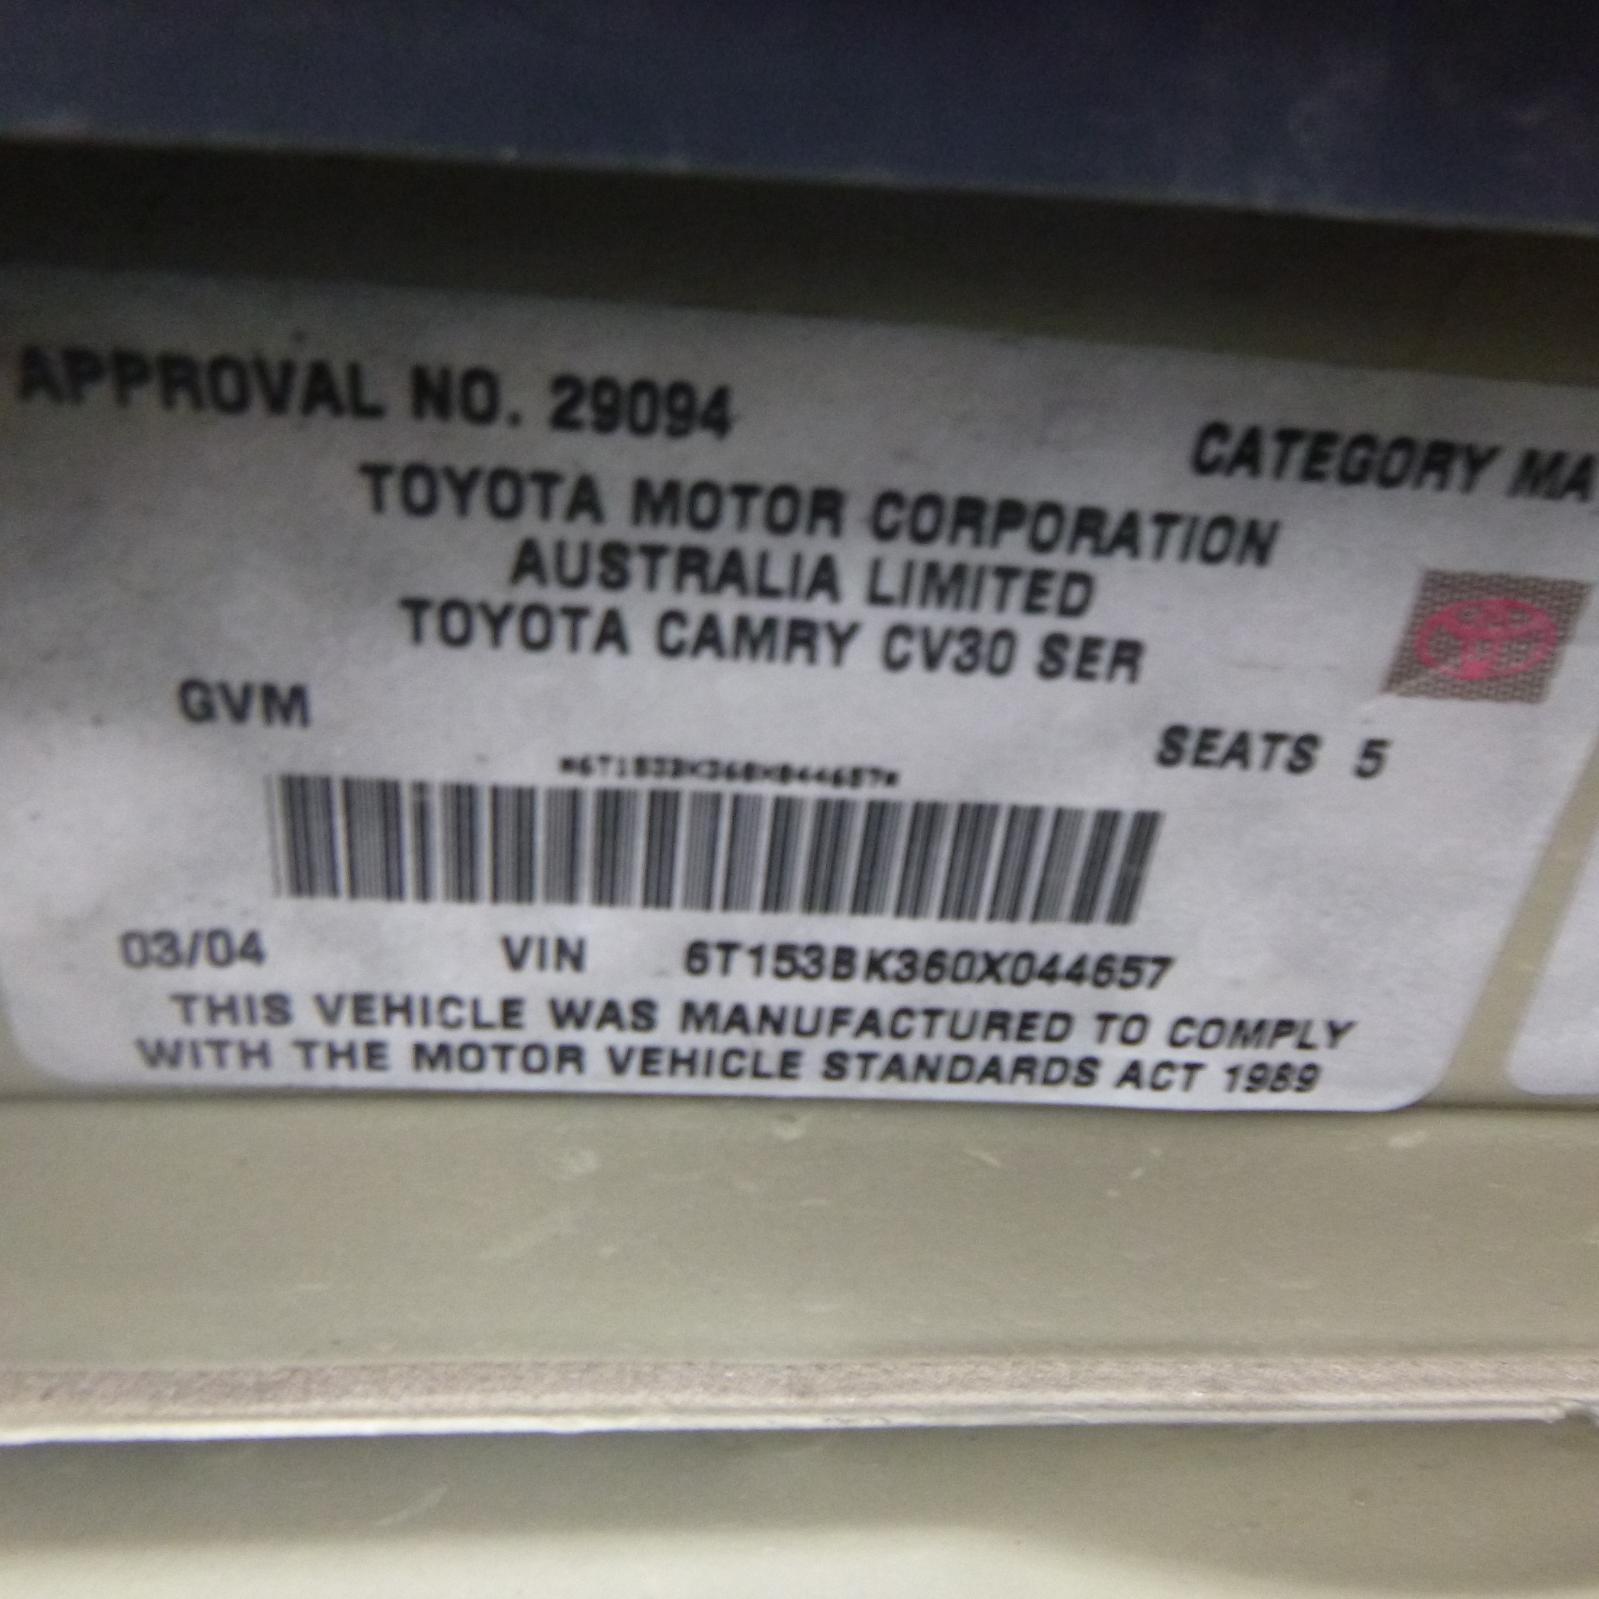 APPROVAL NO. 29094
CATEGORY MA
TOYOTA MOTOR CORPORATION
AUSTRALIA LIMITED
TOYOTA CAMRY CV30 SER
GVM
SEATS 5
*6T153BK360X044657*
03/04 VIN 6T153BK360X044657
THIS VEHICLE WAS MANUFACTURED TO COMPLY
WITH THE MOTOR VEHICLE STANDARDS ACT 1989